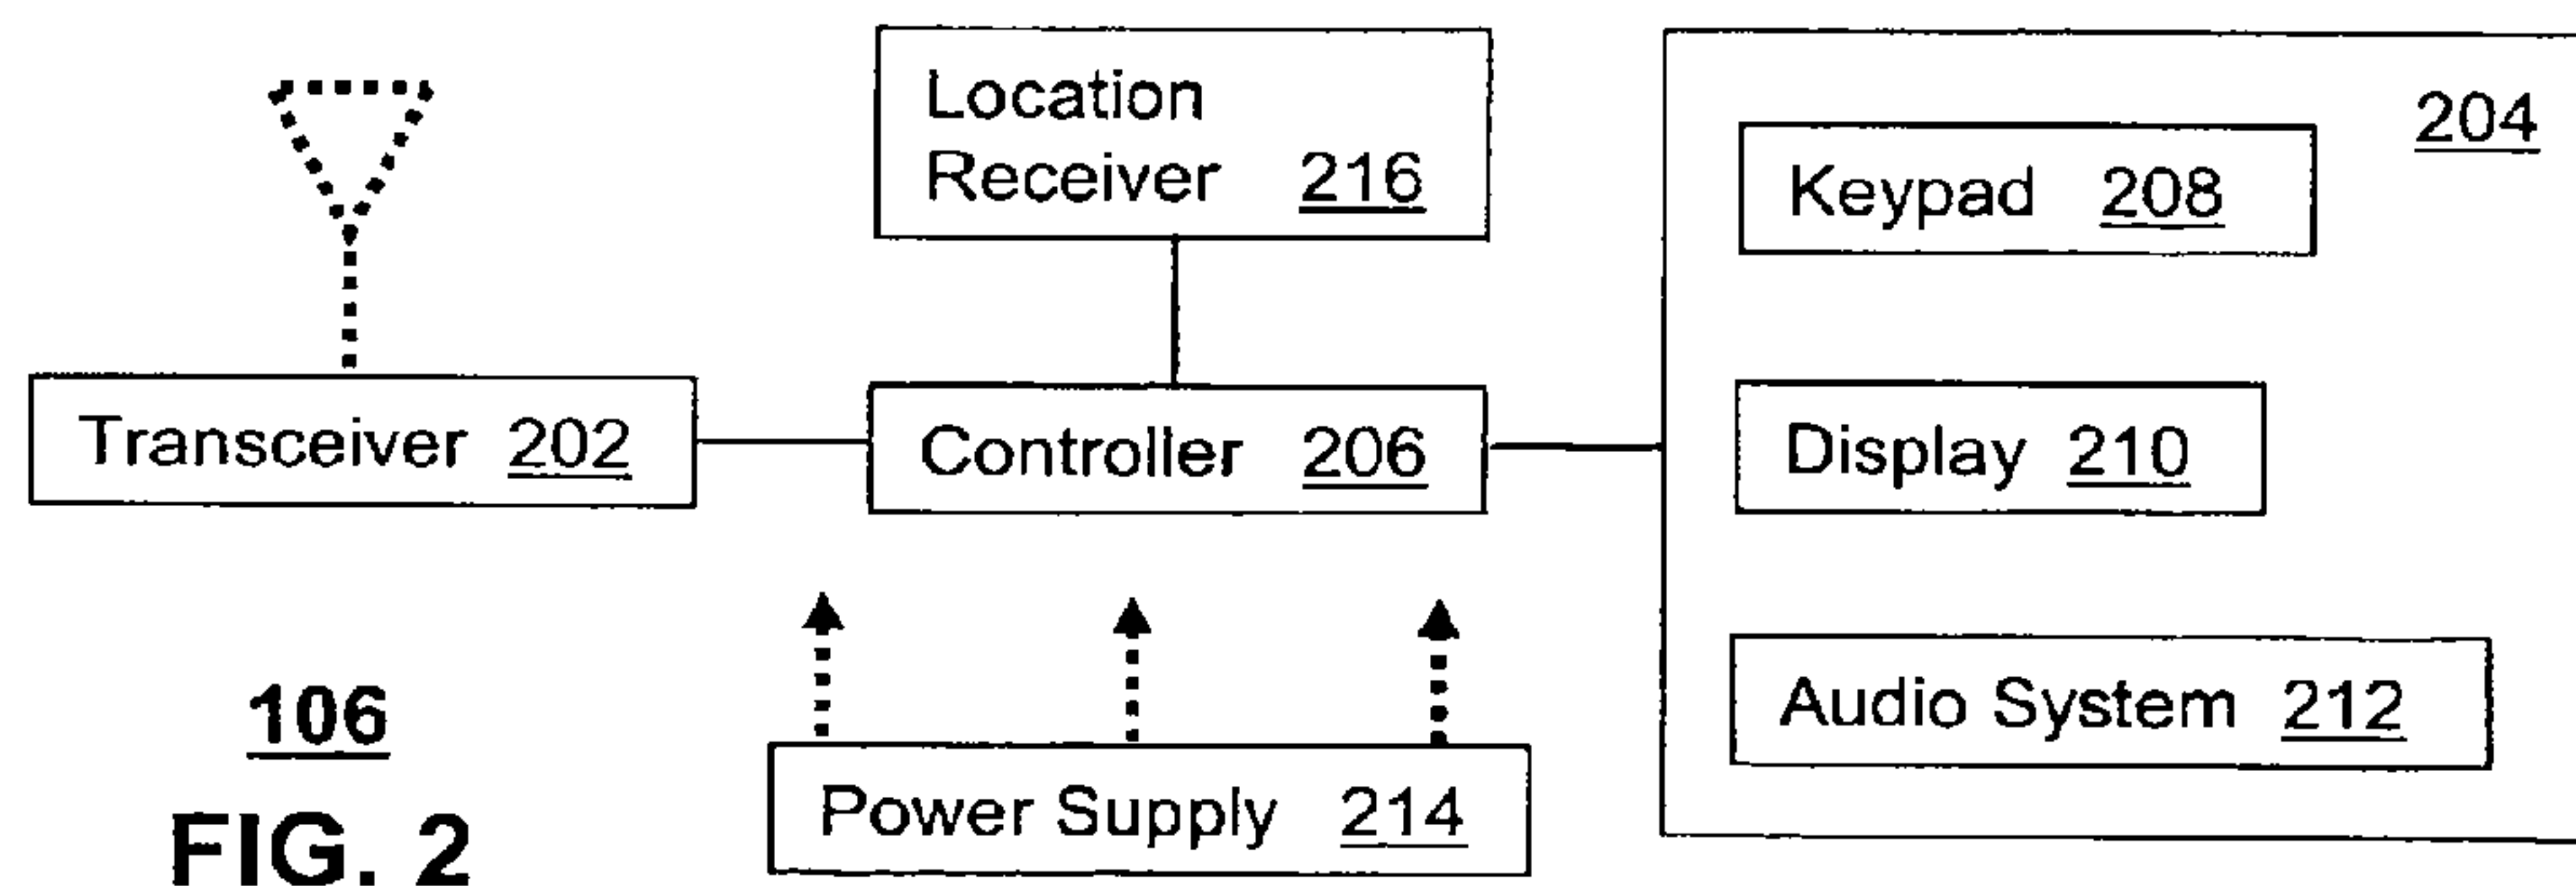 Location
Receiver 216
204
Keypad 208
Transceiver 202
Controller 206
Display 210
Audio System 212
106
Power Supply 214
FIG. 2